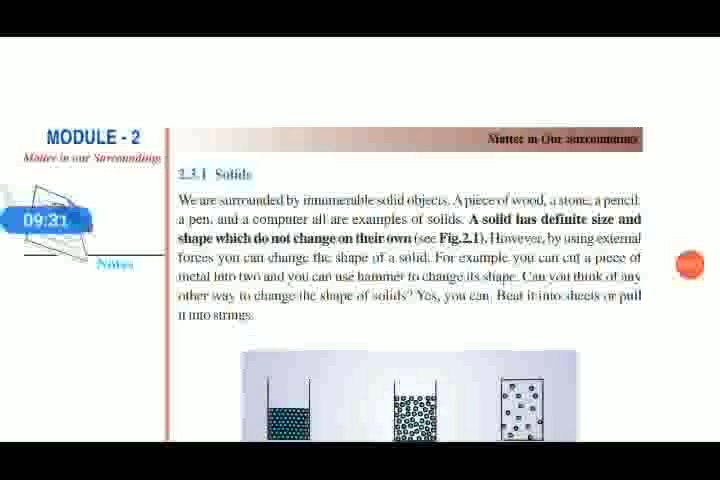 MODULE - 2
Matter in our Surroundings
Matter in Our Surroundings
09:31
Notes
2.3.1 Solids
We are surrounded by innumerable solid objects. A piece of wood, a stone, a pencil,
a pen, and a computer all are examples of solids. A solid has definite size and
shape which do not change on their own (see Fig.2.1). However, by using external
forces you can change the shape of a solid. For example you can cut a piece of
metal into two and you can use hammer to change its shape. Can you think of any
other way to change the shape of solids? Yes, you can. Beat it into sheets or pull
it into strings.